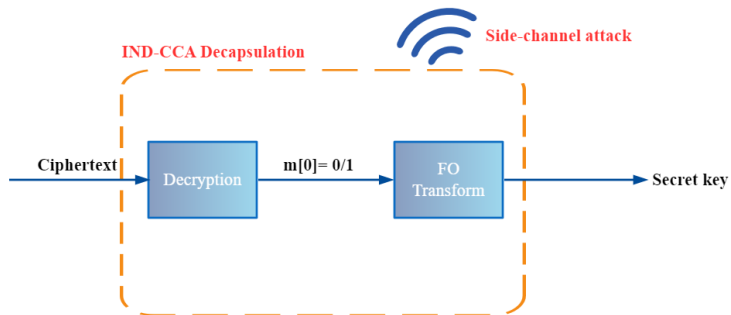 Side-channel attack
IND-CCA Decapsulation
Ciphertext
Decryption
m[0]= 0/1
FO
Transform
Secret key